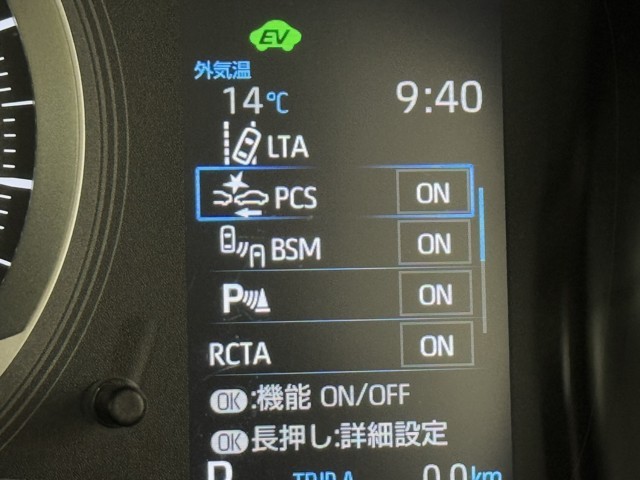 EV
外気温
14℃ 9:40
LTA
PCS ON
BSM ON
P ON
RCTA ON
OK:機能 ON/OFF
OK長押し:詳細設定
P TRIP A 0.0km